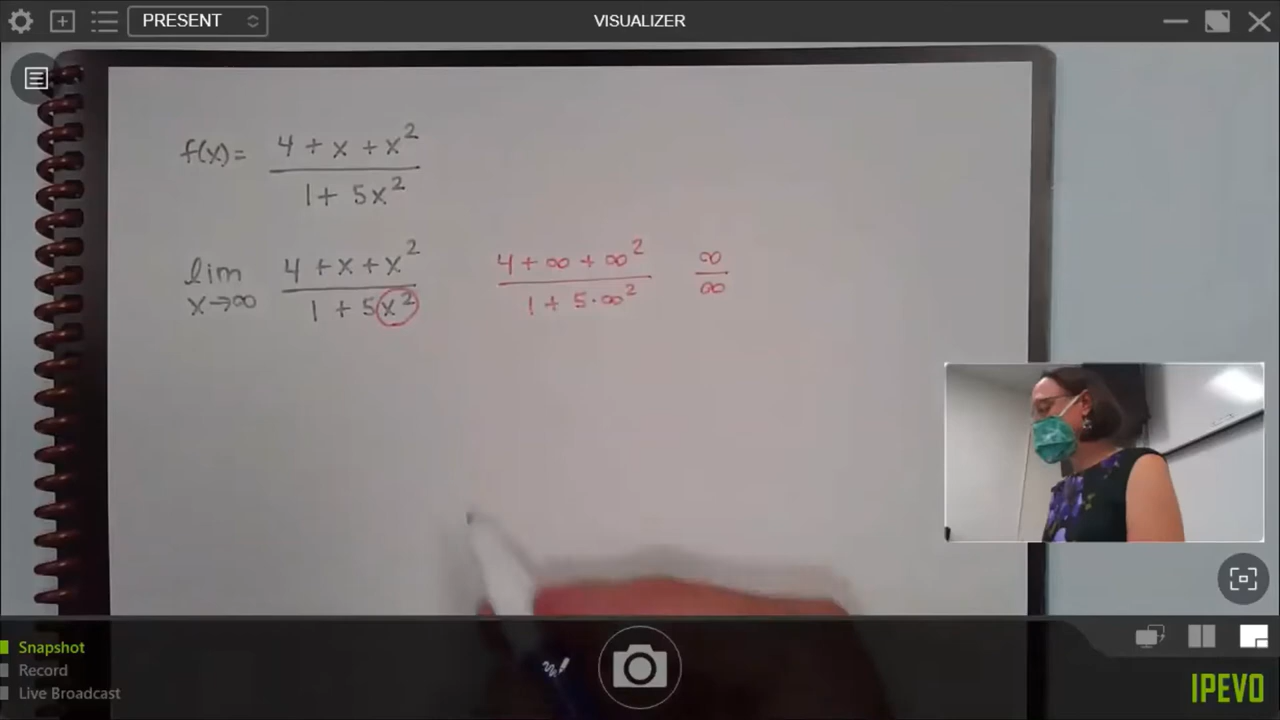 PRESENT
VISUALIZER
f(x) = 4 + x + x² / 1 + 5x²
lim x→∞ 4 + x + x² / 1 + 5x²
4 + ∞ + ∞² / 1 + 5·∞²
∞ / ∞
Snapshot
Record
Live Broadcast
IPEVO